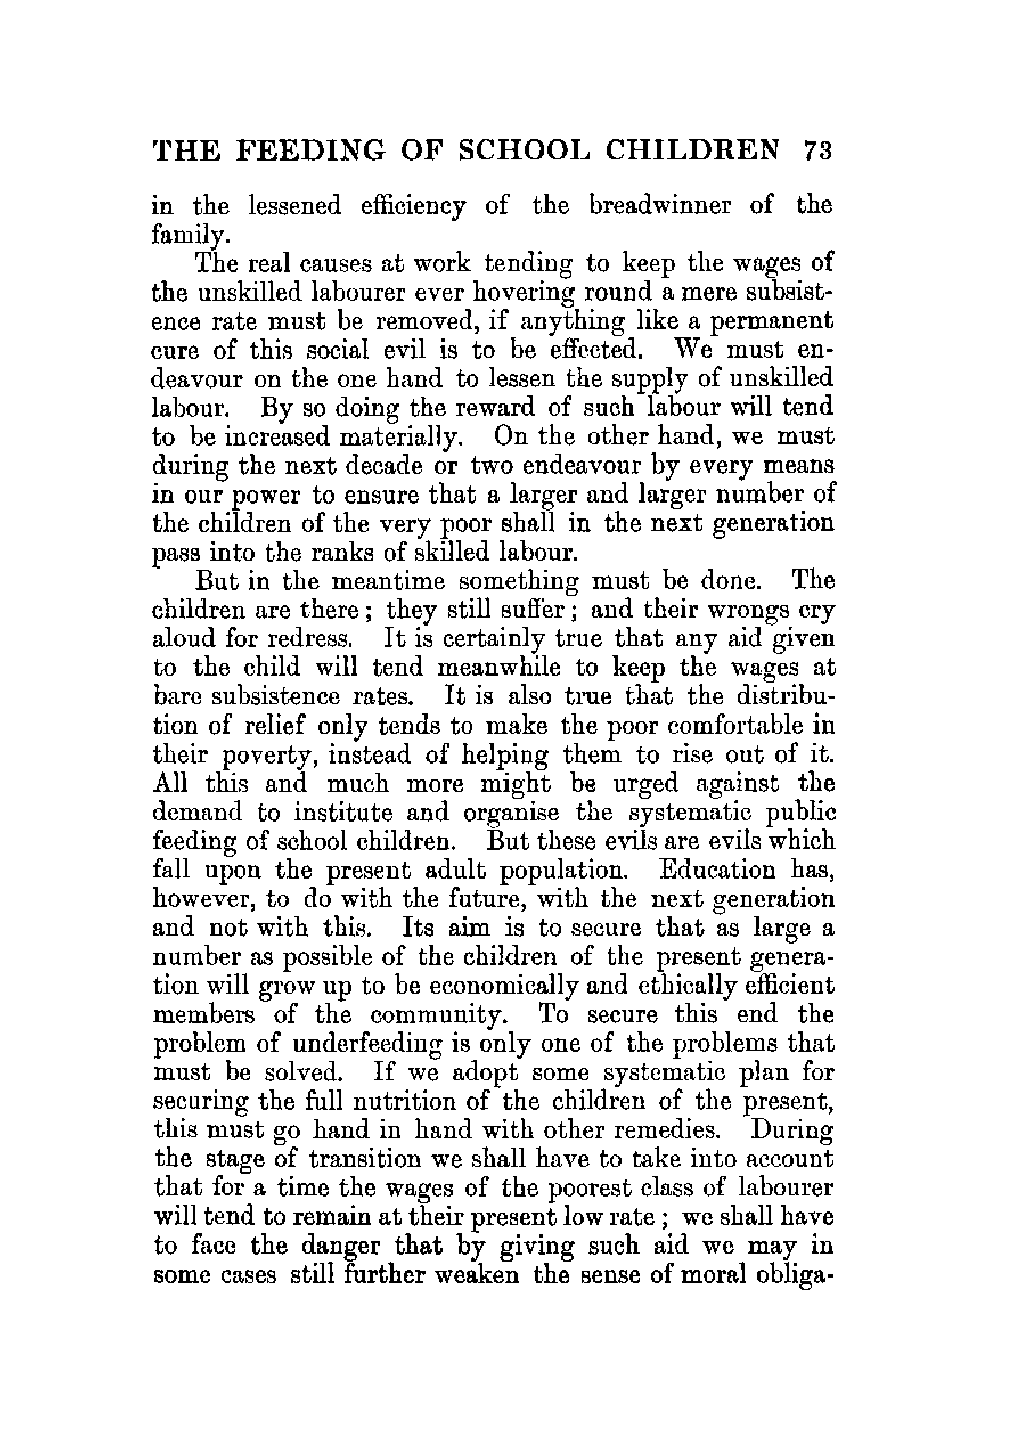 THE FEEDING OF SCHOOL CHILDREN 73
in the lessened efficiency of the breadwinner of the
family.
The real causes at work tending to keep the wages of
the unskilled labourer ever hovering round a mere subsist-
ence rate must be removed, if anything like a permanent
cure of this social evil is to be effected. We must en-
deavour on the one hand to lessen the supply of unskilled
labour. By so doing the reward of such labour will tend
to be increased materially. On the other hand, we must
during the next decade or two endeavour by every means
in our power to ensure that a larger and larger number of
the children of the very poor shall in the next generation
pass into the ranks of skilled labour.
But in the meantime something must be done. The
children are there; they still suffer; and their wrongs cry
aloud for redress. It is certainly true that any aid given
to the child will tend meanwhile to keep the wages at
bare subsistence rates. It is also true that the distribu-
tion of relief only tends to make the poor comfortable in
their poverty, instead of helping them to rise out of it.
All this and much more might be urged against the
demand to institute and organise the systematic public
feeding of school children. But these evils are evils which
fall upon the present adult population. Education has,
however, to do with the future, with the next generation
and not with this. Its aim is to secure that as large a
number as possible of the children of the present genera-
tion will grow up to be economically and ethically efficient
members of the community. To secure this end the
problem of underfeeding is only one of the problems that
must be solved. If we adopt some systematic plan for
securing the full nutrition of the children of the present,
this must go hand in hand with other remedies. During
the stage of transition we shall have to take into account
that for a time the wages of the poorest class of labourer
will tend to remain at their present low rate; we shall have
to face the danger that by giving such aid we may in
some cases still further weaken the sense of moral obliga-